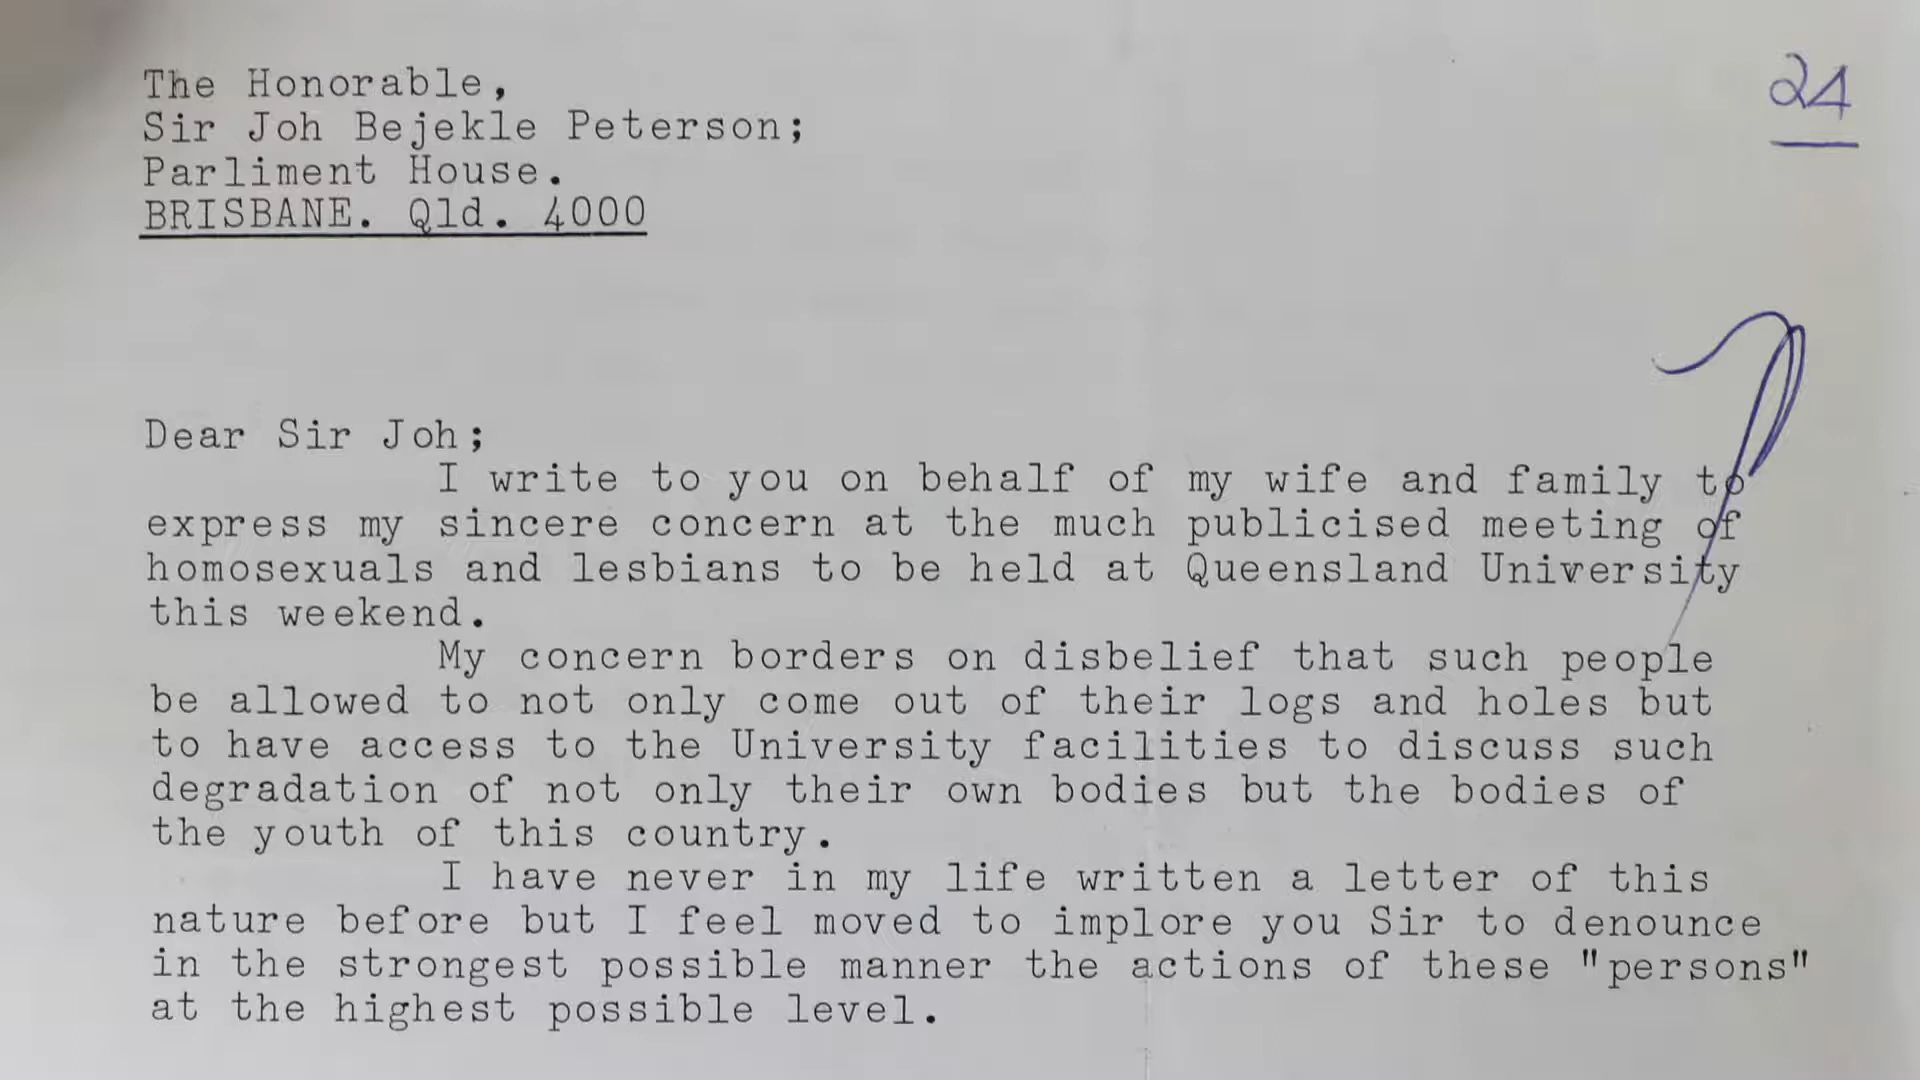 The Honorable,
24
Sir Joh Bejekle Peterson;
Parliment House.
BRISBANE. Qld. 4000
Dear Sir Joh;
I write to you on behalf of my wife and family to
express my sincere concern at the much publicised meeting of
homosexuals and lesbians to be held at Queensland University
this weekend.
My concern borders on disbelief that such people
be allowed to not only come out of their logs and holes but
to have access to the University facilities to discuss such
degradation of not only their own bodies but the bodies of
the youth of this country.
I have never in my life written a letter of this
nature before but I feel moved to implore you Sir to denounce
in the strongest possible manner the actions of these "persons"
at the highest possible level.